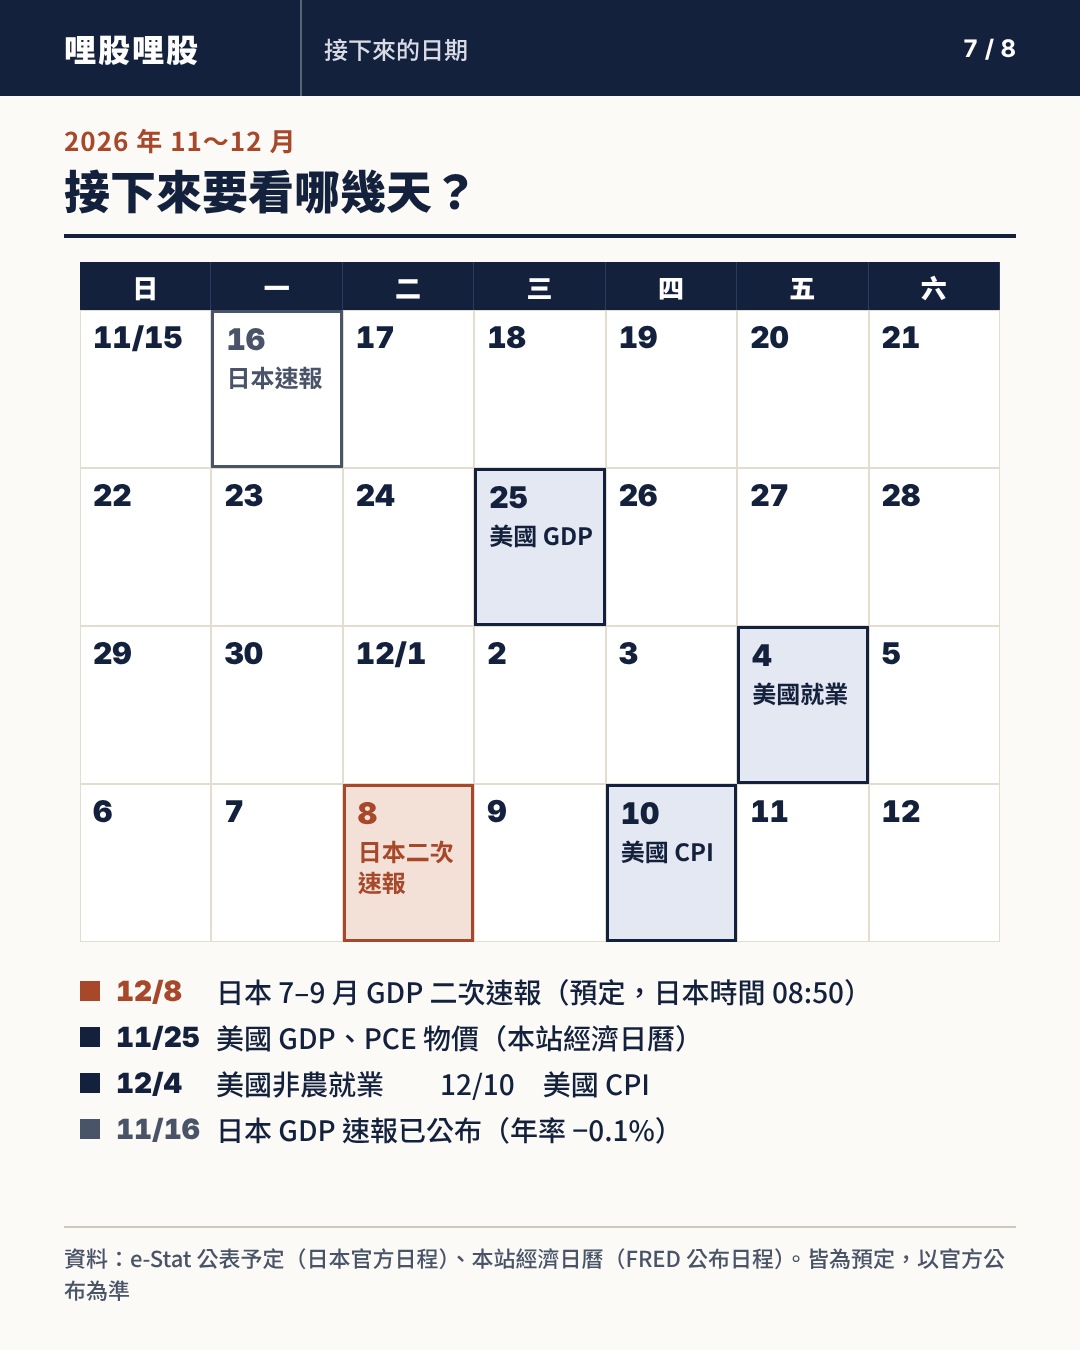 哩股哩股
接下來的日期
7 / 8
2026 年 11～12 月
接下來要看哪幾天？
日 一 二 三 四 五 六
11/15 16 17 18 19 20 21
日本速報
22 23 24 25 26 27 28
美國 GDP
29 30 12/1 2 3 4 5
美國就業
6 7 8 9 10 11 12
日本二次 美國 CPI
速報
12/8 日本 7–9 月 GDP 二次速報（預定，日本時間 08:50）
11/25 美國 GDP、PCE 物價（本站經濟日曆）
12/4 美國非農就業 12/10 美國 CPI
11/16 日本 GDP 速報已公布（年率 −0.1%）
資料：e-Stat 公表予定（日本官方日程）、本站經濟日曆（FRED 公布日程）。皆為預定，以官方公
布為準